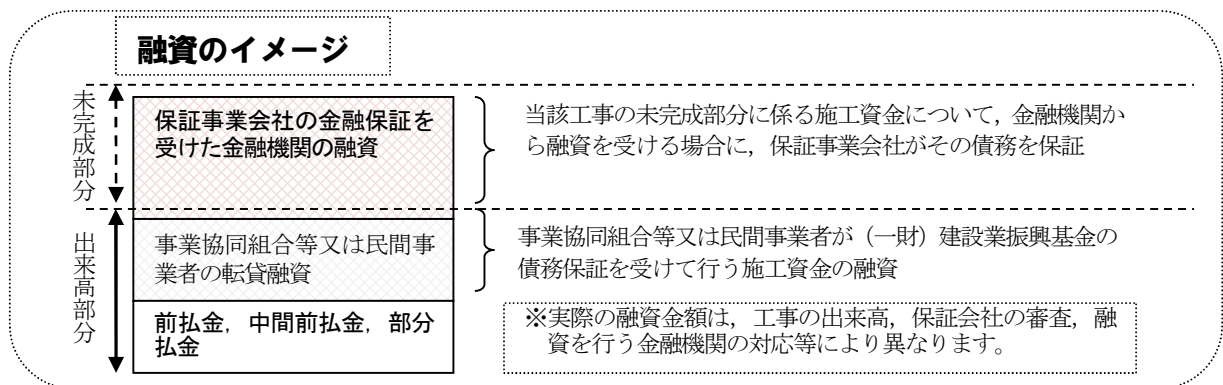 融資のイメージ
未完成部分
保証事業会社の金融保証を
受けた金融機関の融資
当該工事の未完成部分に係る施工資金について，金融機関か
ら融資を受ける場合に，保証事業会社がその債務を保証
出来高部分
事業協同組合等又は民間事
業者の転貸融資
事業協同組合等又は民間事業者が（一財）建設業振興基金の
債務保証を受けて行う施工資金の融資
前払金，中間前払金，部分
払金
※実際の融資金額は，工事の出来高，保証会社の審査，融
資を行う金融機関の対応等により異なります。